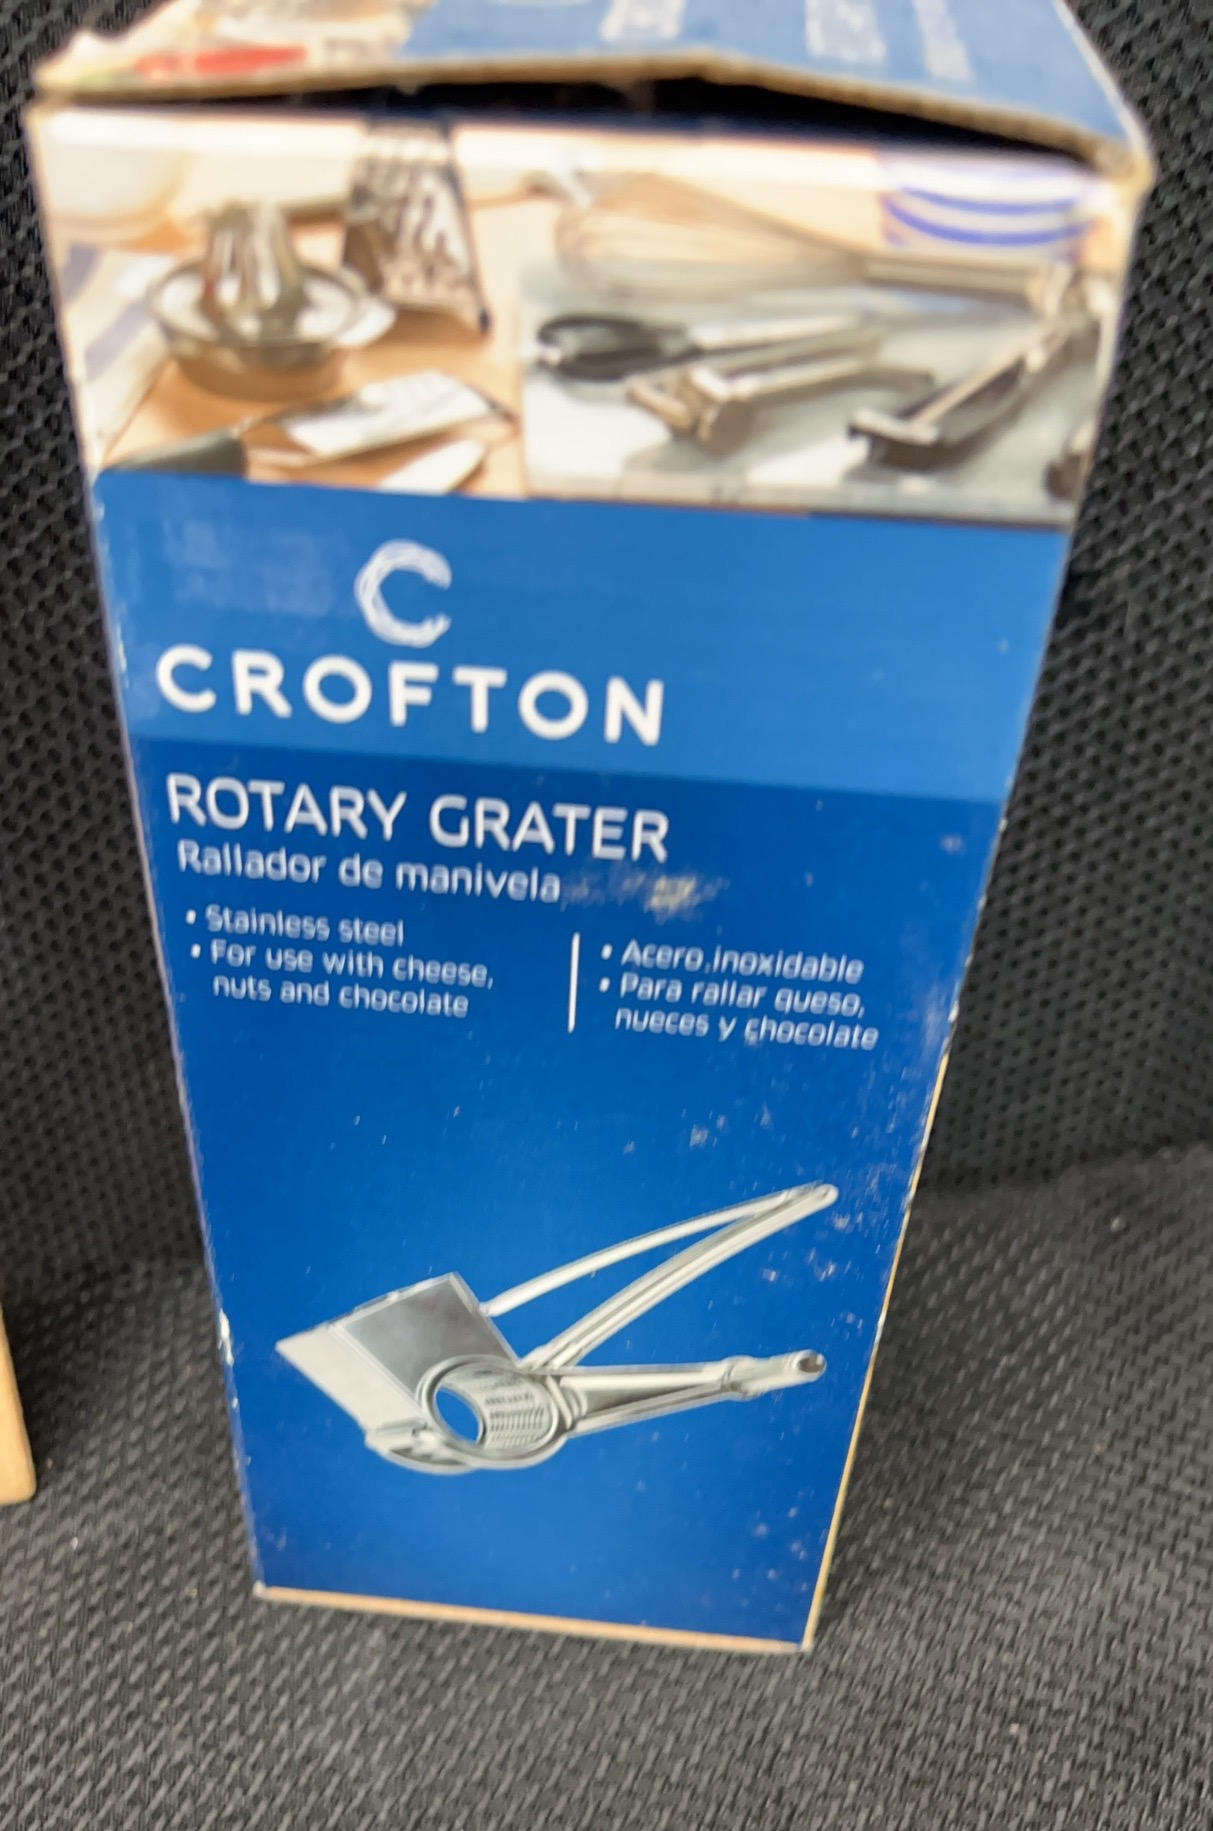 C
CROFTON
ROTARY GRATER
Rallador de manivela
• Stainless steel
• For use with cheese,
nuts and chocolate
• Acero inoxidable
• Para rallar queso,
nueces y chocolate